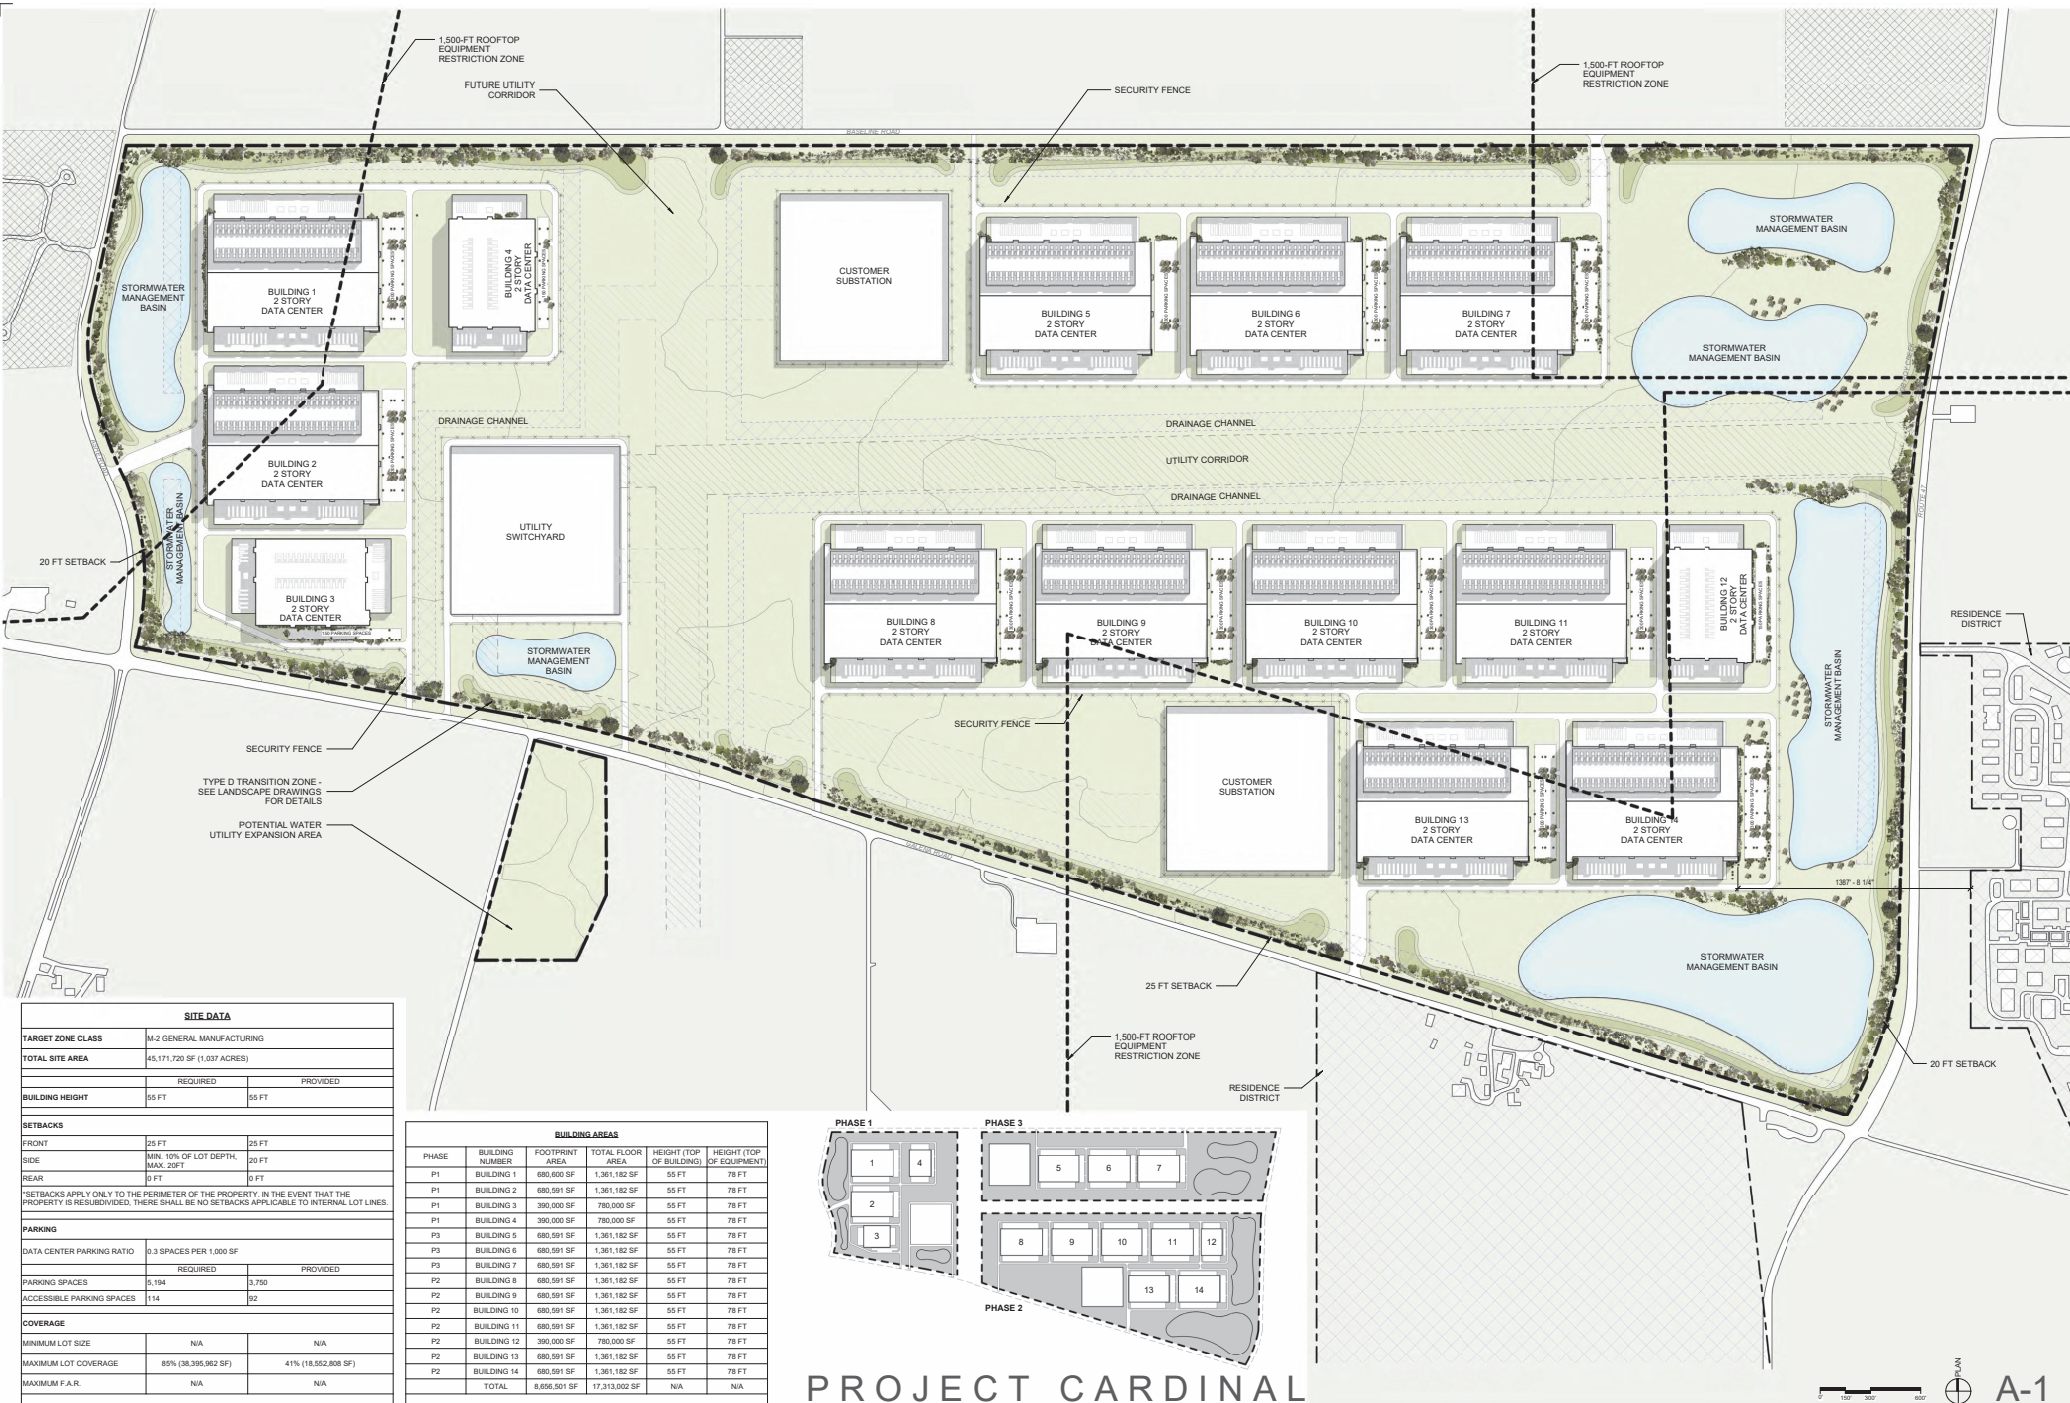 1,500-FT ROOFTOP
EQUIPMENT
RESTRICTION ZONE
FUTURE UTILITY
CORRIDOR
SECURITY FENCE
1,500-FT ROOFTOP
EQUIPMENT
RESTRICTION ZONE
BASELINE ROAD
STORMWATER
MANAGEMENT
BASIN
BUILDING 1
2 STORY
DATA CENTER
BUILDING 4
2 STORY
DATA CENTER
CUSTOMER
SUBSTATION
BUILDING 5
2 STORY
DATA CENTER
BUILDING 6
2 STORY
DATA CENTER
BUILDING 7
2 STORY
DATA CENTER
STORMWATER
MANAGEMENT BASIN
STORMWATER
MANAGEMENT BASIN
BUILDING 2
2 STORY
DATA CENTER
DRAINAGE CHANNEL
DRAINAGE CHANNEL
UTILITY CORRIDOR
DRAINAGE CHANNEL
ROUTE 47
STORMWATER
MANAGEMENT BASIN
20 FT SETBACK
UTILITY
SWITCHYARD
BUILDING 3
2 STORY
DATA CENTER
150 PARKING SPACES
STORMWATER
MANAGEMENT
BASIN
BUILDING 8
2 STORY
DATA CENTER
BUILDING 9
2 STORY
DATA CENTER
BUILDING 10
2 STORY
DATA CENTER
BUILDING 11
2 STORY
DATA CENTER
BUILDING 12
2 STORY
DATA CENTER
STORMWATER
MANAGEMENT BASIN
RESIDENCE
DISTRICT
SECURITY FENCE
SECURITY FENCE
TYPE D TRANSITION ZONE -
SEE LANDSCAPE DRAWINGS
FOR DETAILS
POTENTIAL WATER
UTILITY EXPANSION AREA
CUSTOMER
SUBSTATION
BUILDING 13
2 STORY
DATA CENTER
BUILDING 14
2 STORY
DATA CENTER
GALENA ROAD
1387' - 8 1/4"
STORMWATER
MANAGEMENT BASIN
25 FT SETBACK
1,500-FT ROOFTOP
EQUIPMENT
RESTRICTION ZONE
RESIDENCE
DISTRICT
20 FT SETBACK
SITE DATA
TARGET ZONE CLASS M-2 GENERAL MANUFACTURING
TOTAL SITE AREA 45,171,720 SF (1,037 ACRES)
REQUIRED PROVIDED
BUILDING HEIGHT 55 FT 55 FT
SETBACKS
FRONT 25 FT 25 FT
SIDE MIN. 10% OF LOT DEPTH, MAX. 20FT 20 FT
REAR 0 FT 0 FT
*SETBACKS APPLY ONLY TO THE PERIMETER OF THE PROPERTY. IN THE EVENT THAT THE
PROPERTY IS RESUBDIVIDED, THERE SHALL BE NO SETBACKS APPLICABLE TO INTERNAL LOT LINES.
PARKING
DATA CENTER PARKING RATIO 0.3 SPACES PER 1,000 SF
REQUIRED PROVIDED
PARKING SPACES 5,194 3,750
ACCESSIBLE PARKING SPACES 114 92
COVERAGE
MINIMUM LOT SIZE N/A N/A
MAXIMUM LOT COVERAGE 85% (38,395,962 SF) 41% (18,552,808 SF)
MAXIMUM F.A.R. N/A N/A
BUILDING AREAS
PHASE BUILDING NUMBER FOOTPRINT AREA TOTAL FLOOR AREA HEIGHT (TOP OF BUILDING) HEIGHT (TOP OF EQUIPMENT)
P1 BUILDING 1 680,600 SF 1,361,182 SF 55 FT 78 FT
P1 BUILDING 2 680,591 SF 1,361,182 SF 55 FT 78 FT
P1 BUILDING 3 390,000 SF 780,000 SF 55 FT 78 FT
P1 BUILDING 4 390,000 SF 780,000 SF 55 FT 78 FT
P3 BUILDING 5 680,591 SF 1,361,182 SF 55 FT 78 FT
P3 BUILDING 6 680,591 SF 1,361,182 SF 55 FT 78 FT
P3 BUILDING 7 680,591 SF 1,361,182 SF 55 FT 78 FT
P2 BUILDING 8 680,591 SF 1,361,182 SF 55 FT 78 FT
P2 BUILDING 9 680,591 SF 1,361,182 SF 55 FT 78 FT
P2 BUILDING 10 680,591 SF 1,361,182 SF 55 FT 78 FT
P2 BUILDING 11 680,591 SF 1,361,182 SF 55 FT 78 FT
P2 BUILDING 12 390,000 SF 780,000 SF 55 FT 78 FT
P2 BUILDING 13 680,591 SF 1,361,182 SF 55 FT 78 FT
P2 BUILDING 14 680,591 SF 1,361,182 SF 55 FT 78 FT
TOTAL 8,656,501 SF 17,313,002 SF N/A N/A
PHASE 1
PHASE 3
1
4
5
6
7
2
3
8
9
10
11
12
13
14
PHASE 2
PROJECT CARDINAL
0' 150' 300' 600'
PLAN
A-1